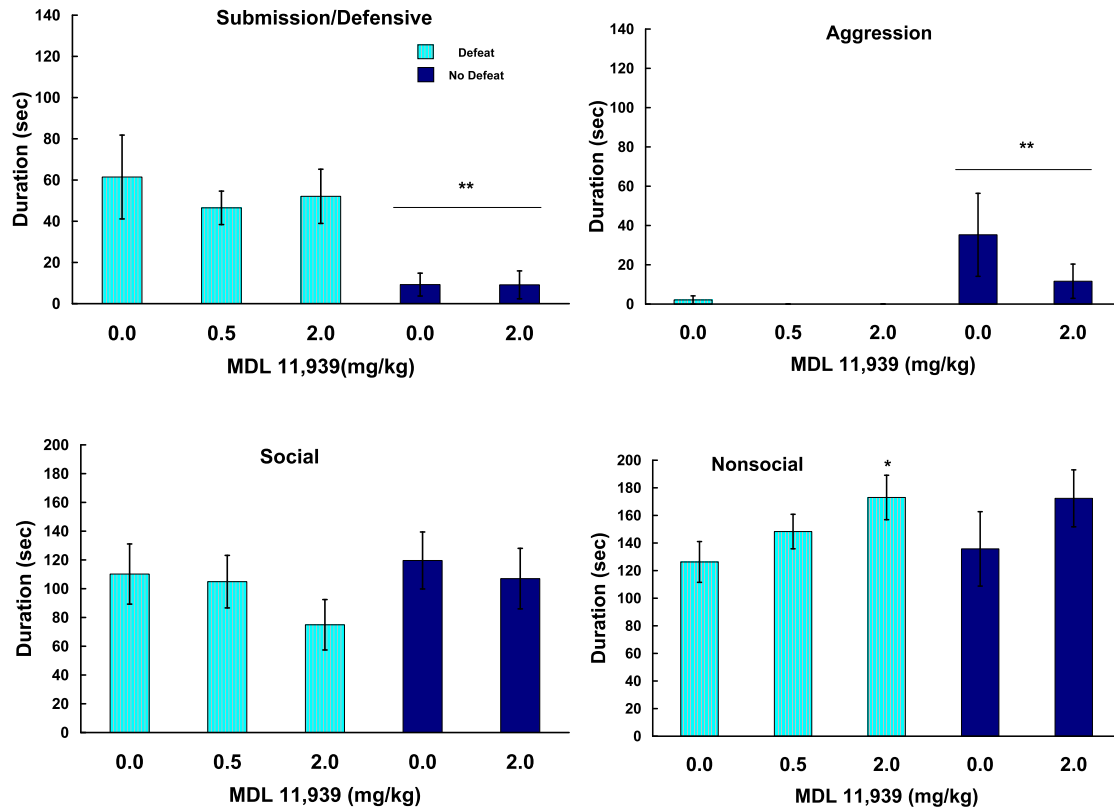 Submission/Defensive
Defeat
No Defeat
**
140
120
100
80
60
40
20
0
Duration (sec)
0.0 0.5 2.0 0.0 2.0
MDL 11,939(mg/kg)
Aggression
**
140
120
100
80
60
40
20
0
Duration (sec)
0.0 0.5 2.0 0.0 2.0
MDL 11,939 (mg/kg)
Social
200
180
160
140
120
100
80
60
40
20
0
Duration (sec)
0.0 0.5 2.0 0.0 2.0
MDL 11,939 (mg/kg)
Nonsocial
*
200
180
160
140
120
100
80
60
40
20
0
Duration (sec)
0.0 0.5 2.0 0.0 2.0
MDL 11,939 (mg/kg)